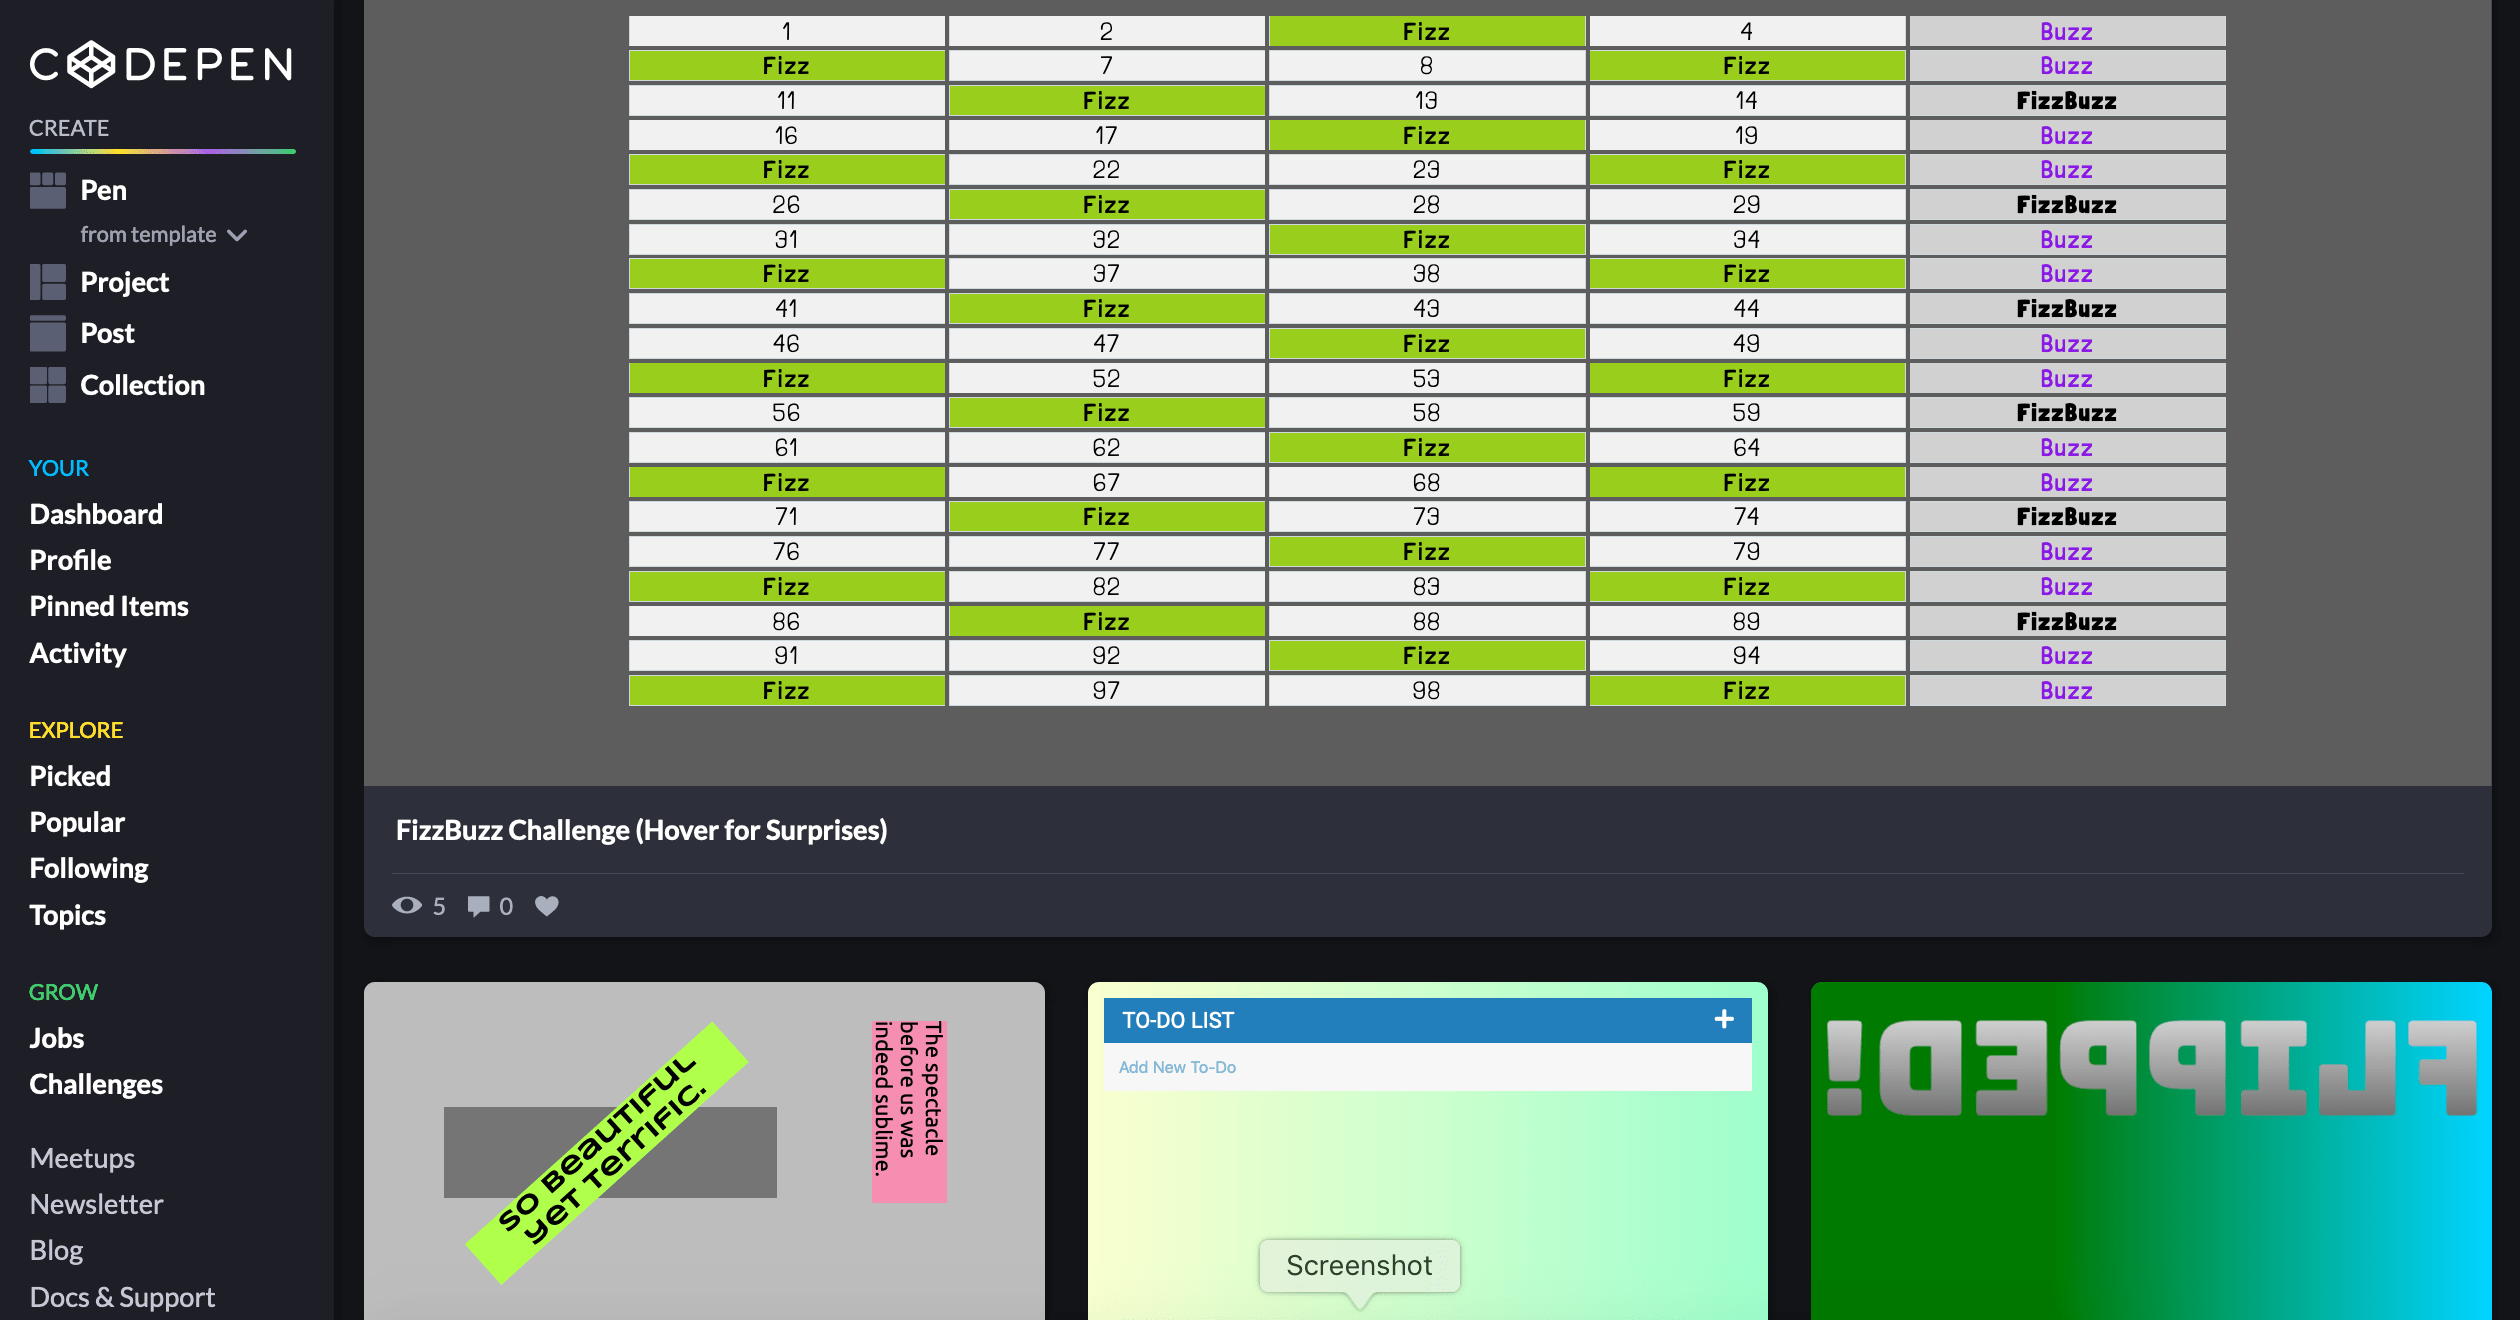 CODEPEN
CREATE
Pen
from template
Project
Post
Collection
YOUR
Dashboard
Profile
Pinned Items
Activity
EXPLORE
Picked
Popular
Following
Topics
GROW
Jobs
Challenges
Meetups
Newsletter
Blog
Docs & Support
1 2 Fizz 4 Buzz
Fizz 7 8 Fizz Buzz
11 Fizz 13 14 FizzBuzz
16 17 Fizz 19 Buzz
Fizz 22 23 Fizz Buzz
26 Fizz 28 29 FizzBuzz
31 32 Fizz 34 Buzz
Fizz 37 38 Fizz Buzz
41 Fizz 43 44 FizzBuzz
46 47 Fizz 49 Buzz
Fizz 52 53 Fizz Buzz
56 Fizz 58 59 FizzBuzz
61 62 Fizz 64 Buzz
Fizz 67 68 Fizz Buzz
71 Fizz 73 74 FizzBuzz
76 77 Fizz 79 Buzz
Fizz 82 83 Fizz Buzz
86 Fizz 88 89 FizzBuzz
91 92 Fizz 94 Buzz
Fizz 97 98 Fizz Buzz
FizzBuzz Challenge (Hover for Surprises)
5 0
so beautiful
yet terrific.
The spectacle
before us was
indeed sublime.
TO-DO LIST +
Add New To-Do
Screenshot
FLIPPED!